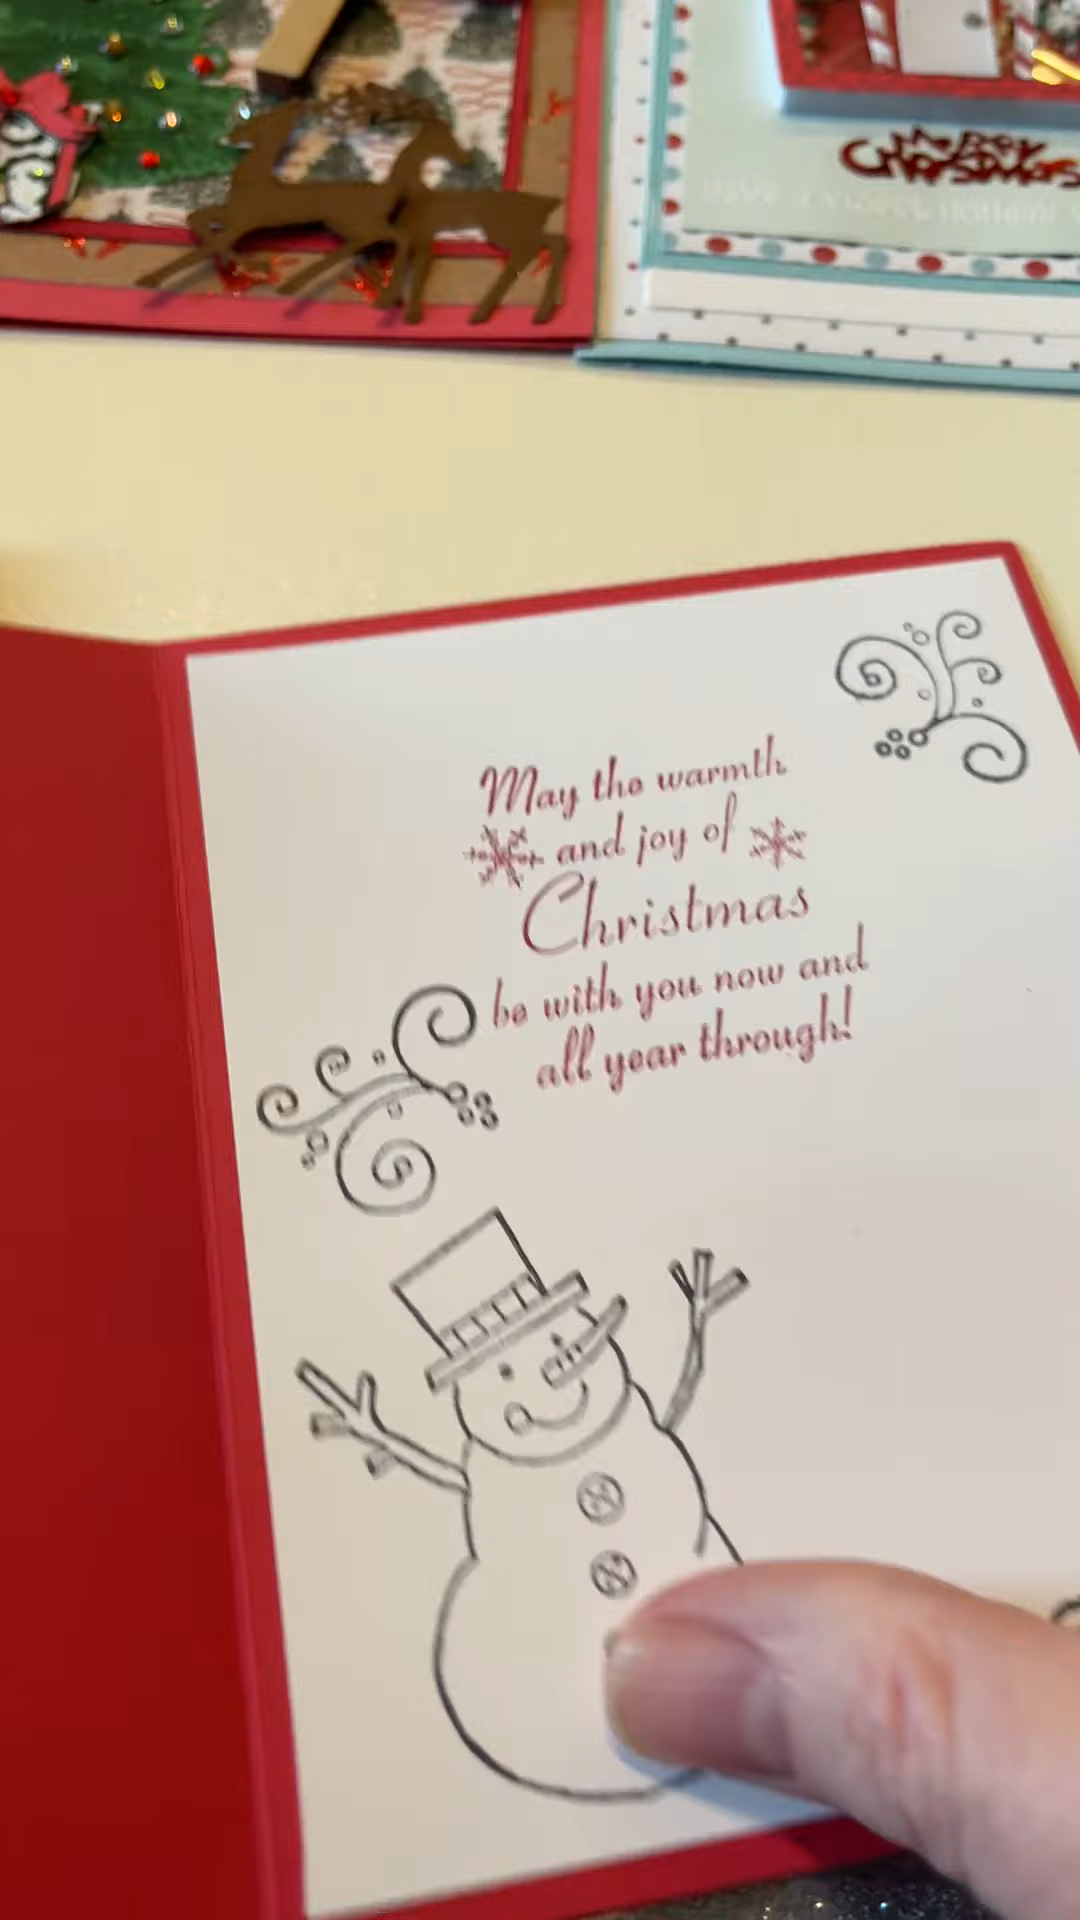 Merry
Christmas
May the warmth
and joy of
Christmas
be with you now and
all year through!